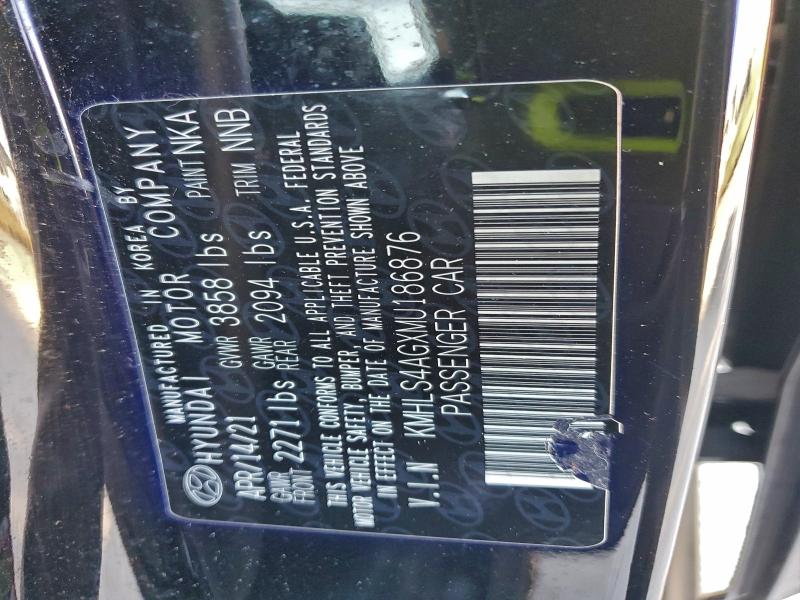 MANUFACTURED IN KOREA BY
HYUNDAI MOTOR COMPANY
APR/14/21 GVWR 3858 lbs PAINT NKA
GAWR FRONT 2271 lbs GAWR REAR 2094 lbs TRIM NNB
THIS VEHICLE CONFORMS TO ALL APPLICABLE U.S.A. FEDERAL
MOTOR VEHICLE SAFETY, BUMPER AND THEFT PREVENTION STANDARDS
IN EFFECT ON THE DATE OF MANUFACTURE SHOWN ABOVE
V.I.N KMHLS4AGXMU186876
PASSENGER CAR